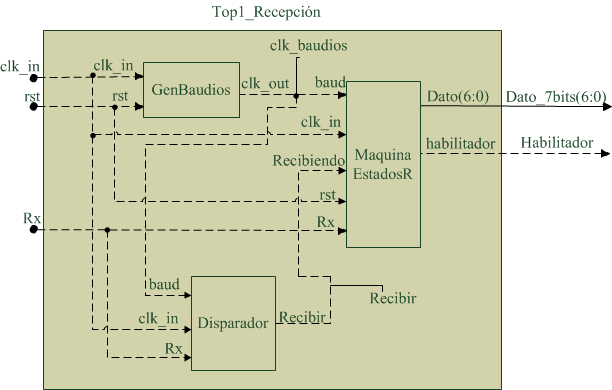 Top1_Recepción
clk_baudios
clk_in
clk_in
rst
rst
GenBaudios
clk_out
baud
clk_in
Recibiendo
rst
Rx
Maquina
EstadosR
Dato(6:0)
Dato_7bits(6:0)
habilitador
Habilitador
Rx
baud
clk_in
Rx
Disparador
Recibir
Recibir